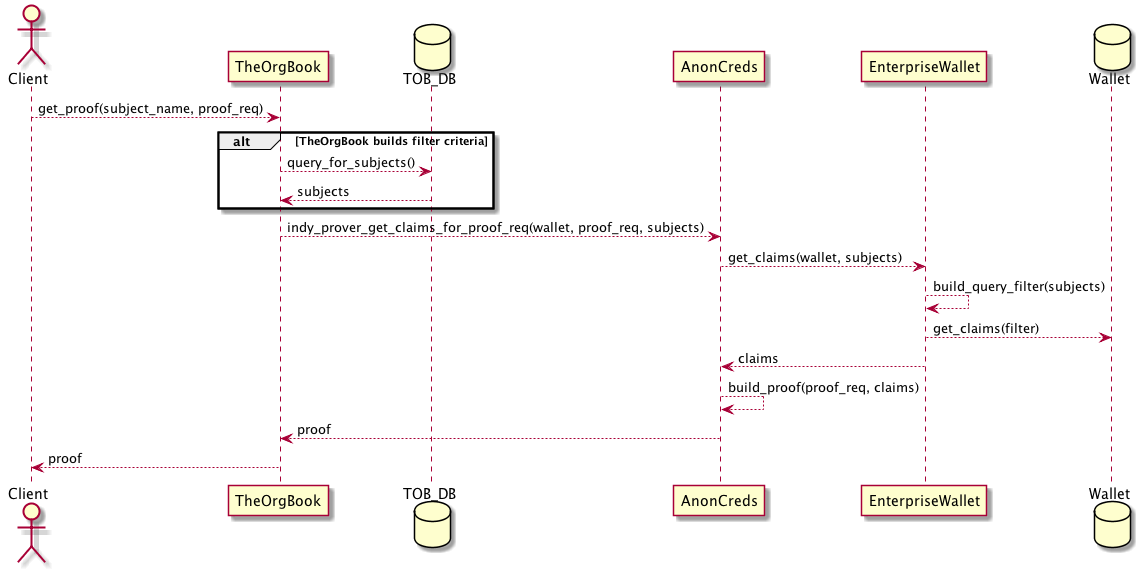 Client
TheOrgBook
TOB_DB
AnonCreds
EnterpriseWallet
Wallet
get_proof(subject_name, proof_req)
alt
[TheOrgBook builds filter criteria]
query_for_subjects()
subjects
indy_prover_get_claims_for_proof_req(wallet, proof_req, subjects)
get_claims(wallet, subjects)
build_query_filter(subjects)
get_claims(filter)
claims
build_proof(proof_req, claims)
proof
proof
Client
TheOrgBook
TOB_DB
AnonCreds
EnterpriseWallet
Wallet